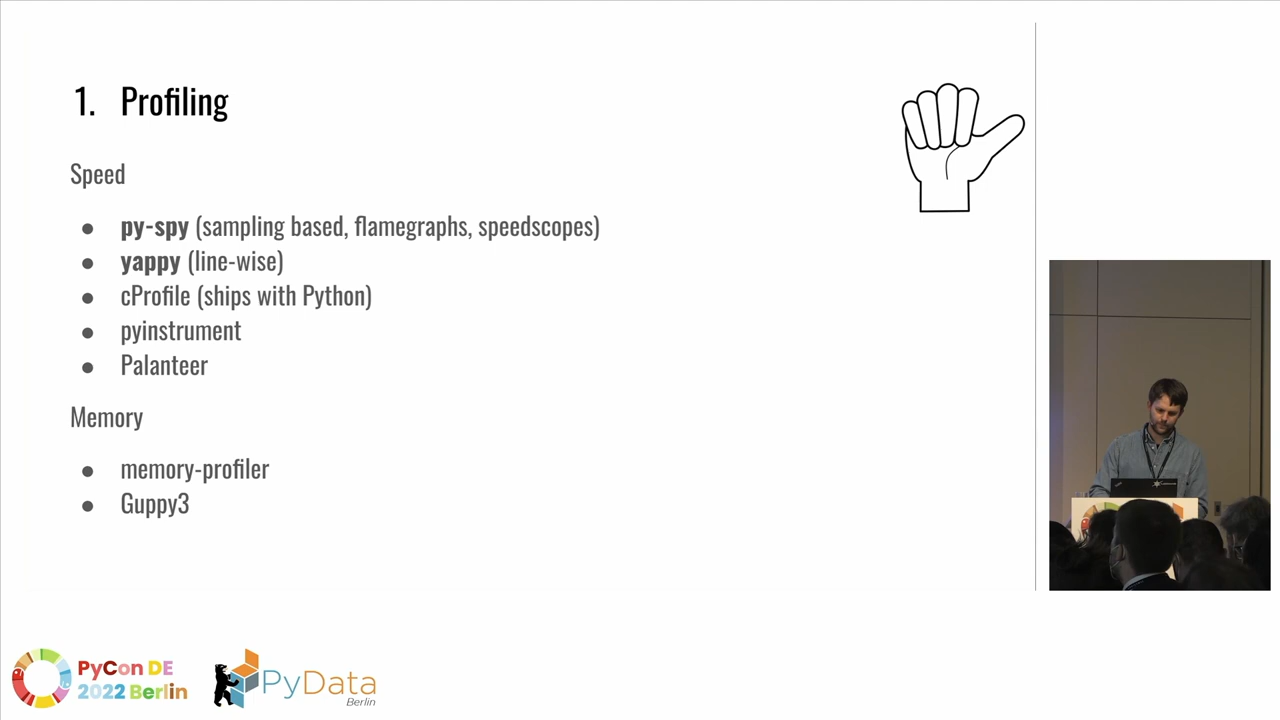 1. Profiling
Speed
● py-spy (sampling based, flamegraphs, speedscopes)
● yappy (line-wise)
● cProfile (ships with Python)
● pyinstrument
● Palanteer
Memory
● memory-profiler
● Guppy3
PyCon DE
2022 Berlin
PyData
Berlin